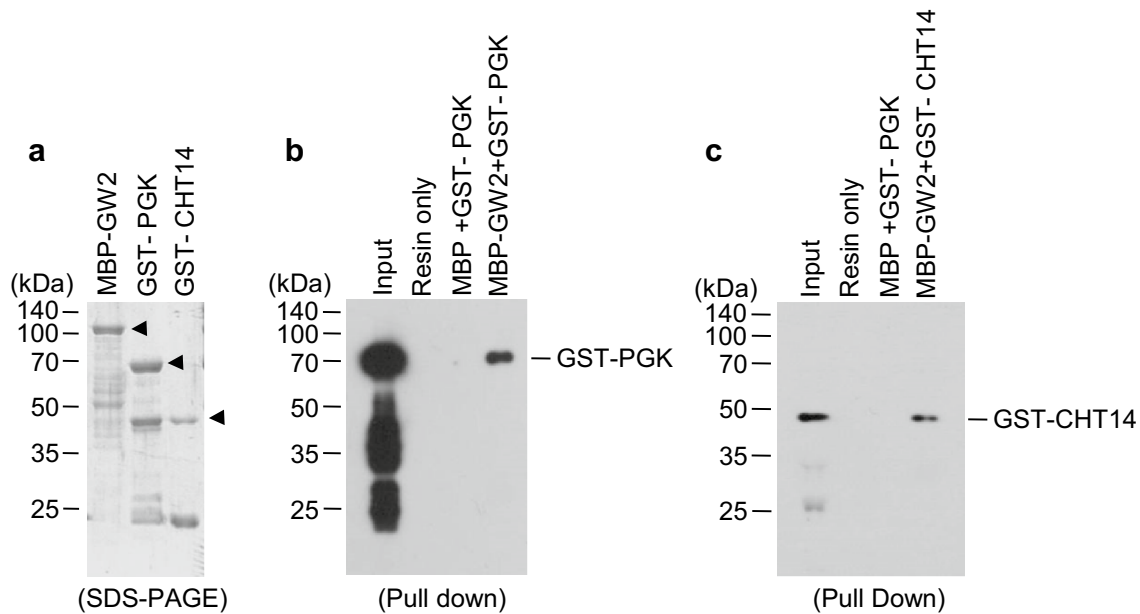 a
MBP-GW2
GST- PGK
GST- CHT14
(kDa)
140
100
70
50
35
25
(SDS-PAGE)
b
Input
Resin only
MBP +GST- PGK
MBP-GW2+GST- PGK
(kDa)
140
100
70
50
35
25
GST-PGK
(Pull down)
c
Input
Resin only
MBP +GST- PGK
MBP-GW2+GST- CHT14
(kDa)
140
100
70
50
35
25
GST-CHT14
(Pull Down)